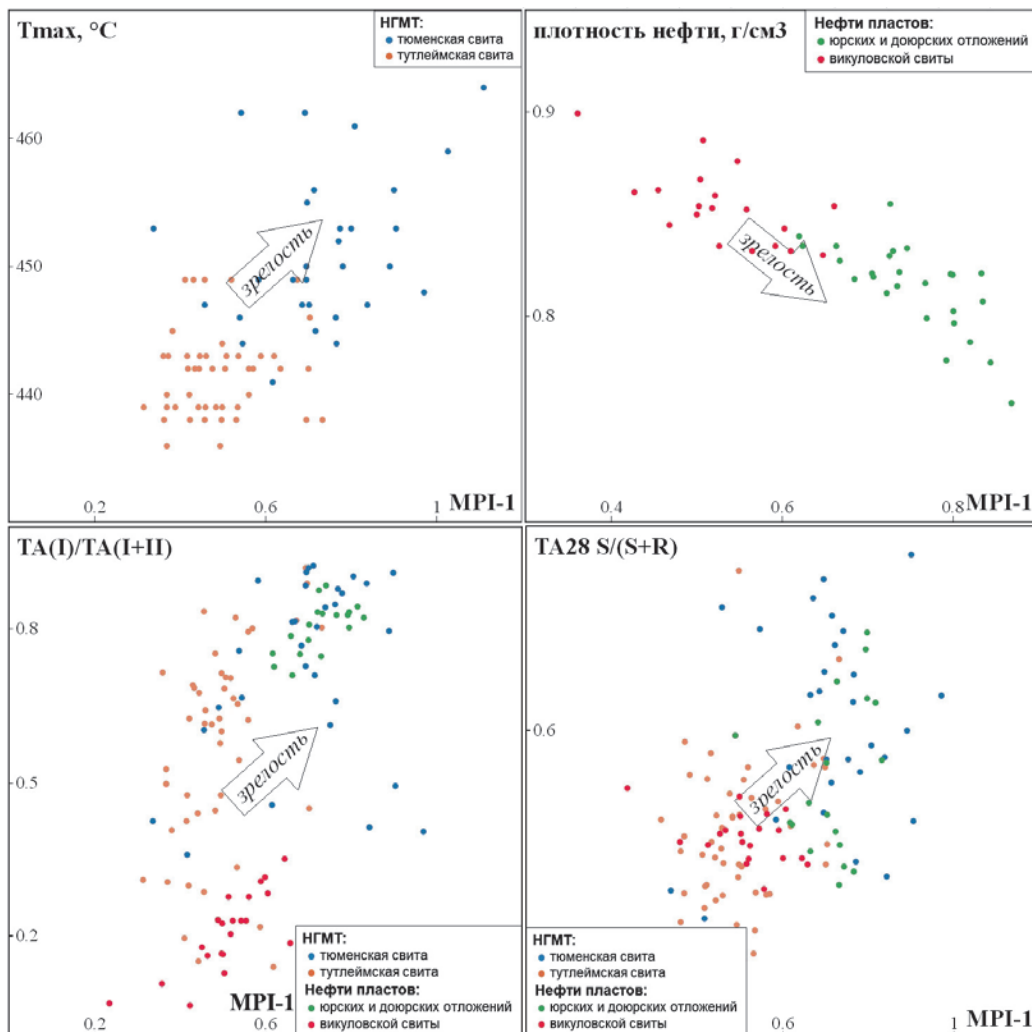 Tmax, °C
НГМТ:
тюменская свита
тутлеймская свита
460
450
440
зрелость
0.2
0.6
1
MPI-1
плотность нефти, г/см3
Нефти пластов:
юрских и доюрских отложений
викуловской свиты
0.9
0.8
зрелость
0.4
0.6
0.8
MPI-1
TA(I)/TA(I+II)
0.8
0.5
0.2
зрелость
НГМТ:
тюменская свита
тутлеймская свита
Нефти пластов:
юрских и доюрских отложений
викуловской свиты
MPI-1
0.2
0.6
TA28 S/(S+R)
0.6
зрелость
НГМТ:
тюменская свита
тутлеймская свита
Нефти пластов:
юрских и доюрских отложений
викуловской свиты
0.6
1
MPI-1